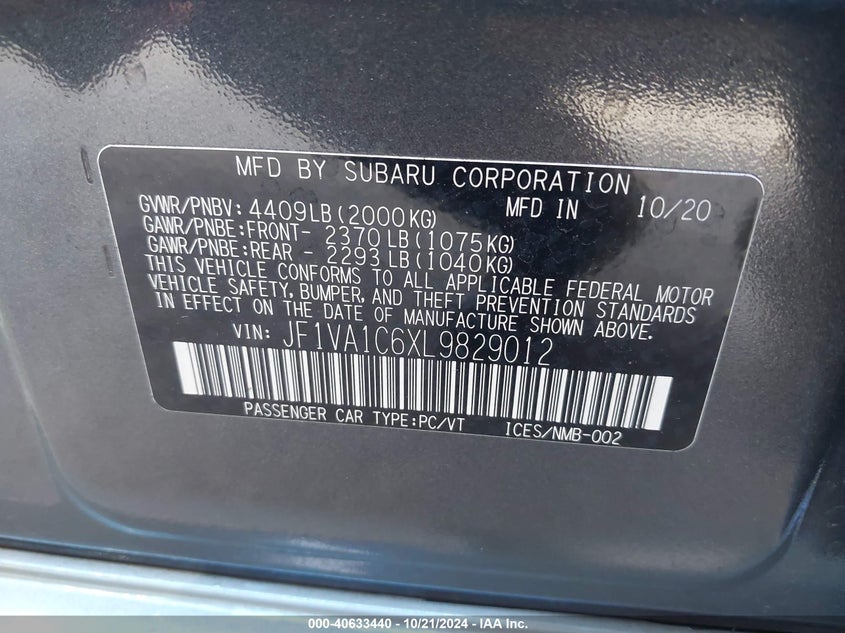 MFD BY SUBARU CORPORATION
GVWR/PNBV: 4409LB(2000KG) MFD IN 10/20
GAWR/PNBE:FRONT- 2370LB(1075KG)
GAWR/PNBE:REAR - 2293LB(1040KG)
THIS VEHICLE CONFORMS TO ALL APPLICABLE FEDERAL MOTOR
VEHICLE SAFETY, BUMPER, AND THEFT PREVENTION STANDARDS
IN EFFECT ON THE DATE OF MANUFACTURE SHOWN ABOVE.
VIN: JF1VA1C6XL9829012
PASSENGER CAR TYPE:PC/VT ICES/NMB-002
000-40633440 - 10/21/2024 - IAA Inc.